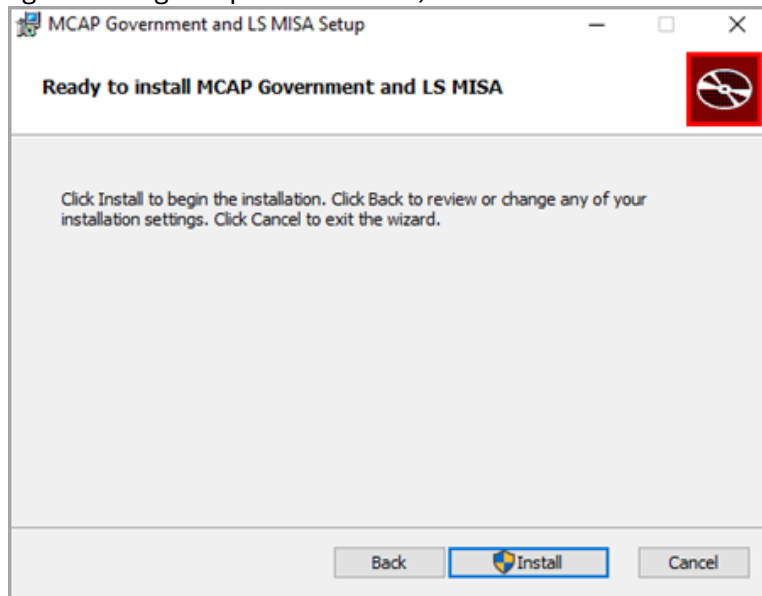 MCAP Government and LS MISA Setup
Ready to install MCAP Government and LS MISA
Click Install to begin the installation. Click Back to review or change any of your
installation settings. Click Cancel to exit the wizard.
Back Install Cancel